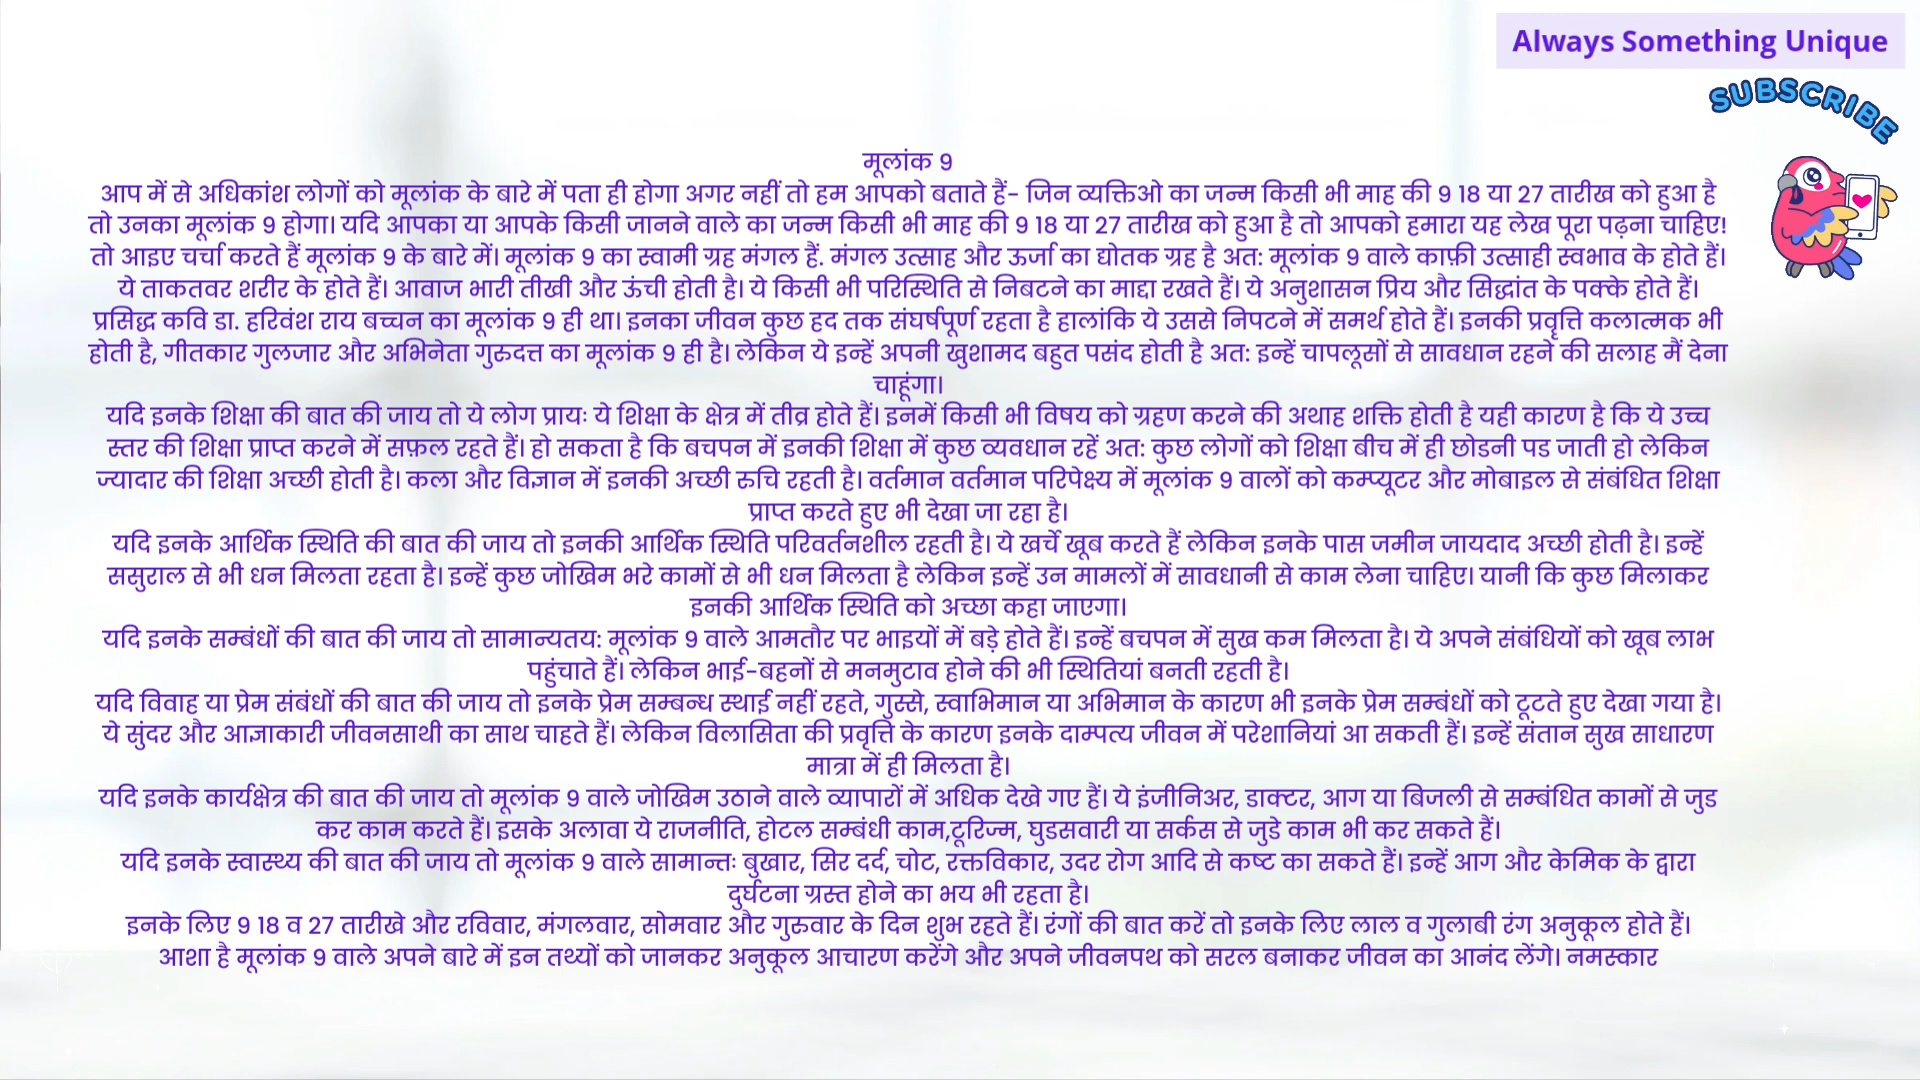 Always Something Unique
SUBSCRIBE
मूलांक 9
आप में से अधिकांश लोगों को मूलांक के बारे में पता ही होगा अगर नहीं तो हम आपको बताते हैं- जिन व्यक्तिओ का जन्म किसी भी माह की 9 18 या 27 तारीख को हुआ है
तो उनका मूलांक 9 होगा। यदि आपका या आपके किसी जानने वाले का जन्म किसी भी माह की 9 18 या 27 तारीख को हुआ है तो आपको हमारा यह लेख पूरा पढ़ना चाहिए!
तो आइए चर्चा करते हैं मूलांक 9 के बारे में। मूलांक 9 का स्वामी ग्रह मंगल हैं. मंगल उत्साह और ऊर्जा का द्योतक ग्रह है अत: मूलांक 9 वाले काफ़ी उत्साही स्वभाव के होते हैं।
ये ताकतवर शरीर के होते हैं। आवाज भारी तीखी और ऊंची होती है। ये किसी भी परिस्थिति से निबटने का माद्दा रखते हैं। ये अनुशासन प्रिय और सिद्धांत के पक्के होते हैं।
प्रसिद्ध कवि डा. हरिवंश राय बच्चन का मूलांक 9 ही था। इनका जीवन कुछ हद तक संघर्षपूर्ण रहता है हालांकि ये उससे निपटने में समर्थ होते हैं। इनकी प्रवृत्ति कलात्मक भी
होती है, गीतकार गुलजार और अभिनेता गुरुदत्त का मूलांक 9 ही है। लेकिन ये इन्हें अपनी खुशामद बहुत पसंद होती है अत: इन्हें चापलूसों से सावधान रहने की सलाह मैं देना
चाहूंगा।
यदि इनके शिक्षा की बात की जाय तो ये लोग प्रायः ये शिक्षा के क्षेत्र में तीव्र होते हैं। इनमें किसी भी विषय को ग्रहण करने की अथाह शक्ति होती है यही कारण है कि ये उच्च
स्तर की शिक्षा प्राप्त करने में सफ़ल रहते हैं। हो सकता है कि बचपन में इनकी शिक्षा में कुछ व्यवधान रहें अत: कुछ लोगों को शिक्षा बीच में ही छोडनी पड जाती हो लेकिन
ज्यादार की शिक्षा अच्छी होती है। कला और विज्ञान में इनकी अच्छी रुचि रहती है। वर्तमान वर्तमान परिपेक्ष्य में मूलांक 9 वालों को कम्प्यूटर और मोबाइल से संबंधित शिक्षा
प्राप्त करते हुए भी देखा जा रहा है।
यदि इनके आर्थिक स्थिति की बात की जाय तो इनकी आर्थिक स्थिति परिवर्तनशील रहती है। ये खर्चे खूब करते हैं लेकिन इनके पास जमीन जायदाद अच्छी होती है। इन्हें
ससुराल से भी धन मिलता रहता है। इन्हें कुछ जोखिम भरे कामों से भी धन मिलता है लेकिन इन्हें उन मामलों में सावधानी से काम लेना चाहिए। यानी कि कुछ मिलाकर
इनकी आर्थिक स्थिति को अच्छा कहा जाएगा।
यदि इनके सम्बंधों की बात की जाय तो सामान्यतय: मूलांक 9 वाले आमतौर पर भाइयों में बड़े होते हैं। इन्हें बचपन में सुख कम मिलता है। ये अपने संबंधियों को खूब लाभ
पहुंचाते हैं। लेकिन भाई-बहनों से मनमुटाव होने की भी स्थितियां बनती रहती है।
यदि विवाह या प्रेम संबंधों की बात की जाय तो इनके प्रेम सम्बन्ध स्थाई नहीं रहते, गुस्से, स्वाभिमान या अभिमान के कारण भी इनके प्रेम सम्बंधों को टूटते हुए देखा गया है।
ये सुंदर और आज्ञाकारी जीवनसाथी का साथ चाहते हैं। लेकिन विलासिता की प्रवृत्ति के कारण इनके दाम्पत्य जीवन में परेशानियां आ सकती हैं। इन्हें संतान सुख साधारण
मात्रा में ही मिलता है।
यदि इनके कार्यक्षेत्र की बात की जाय तो मूलांक 9 वाले जोखिम उठाने वाले व्यापारों में अधिक देखे गए हैं। ये इंजीनिअर, डाक्टर, आग या बिजली से सम्बंधित कामों से जुड
कर काम करते हैं। इसके अलावा ये राजनीति, होटल सम्बंधी काम,टूरिज्म, घुडसवारी या सर्कस से जुडे काम भी कर सकते हैं।
यदि इनके स्वास्थ्य की बात की जाय तो मूलांक 9 वाले सामान्तः बुखार, सिर दर्द, चोट, रक्तविकार, उदर रोग आदि से कष्ट का सकते हैं। इन्हें आग और केमिक के द्वारा
दुर्घटना ग्रस्त होने का भय भी रहता है।
इनके लिए 9 18 व 27 तारीखे और रविवार, मंगलवार, सोमवार और गुरुवार के दिन शुभ रहते हैं। रंगों की बात करें तो इनके लिए लाल व गुलाबी रंग अनुकूल होते हैं।
आशा है मूलांक 9 वाले अपने बारे में इन तथ्यों को जानकर अनुकूल आचारण करेंगे और अपने जीवनपथ को सरल बनाकर जीवन का आनंद लेंगे। नमस्कार